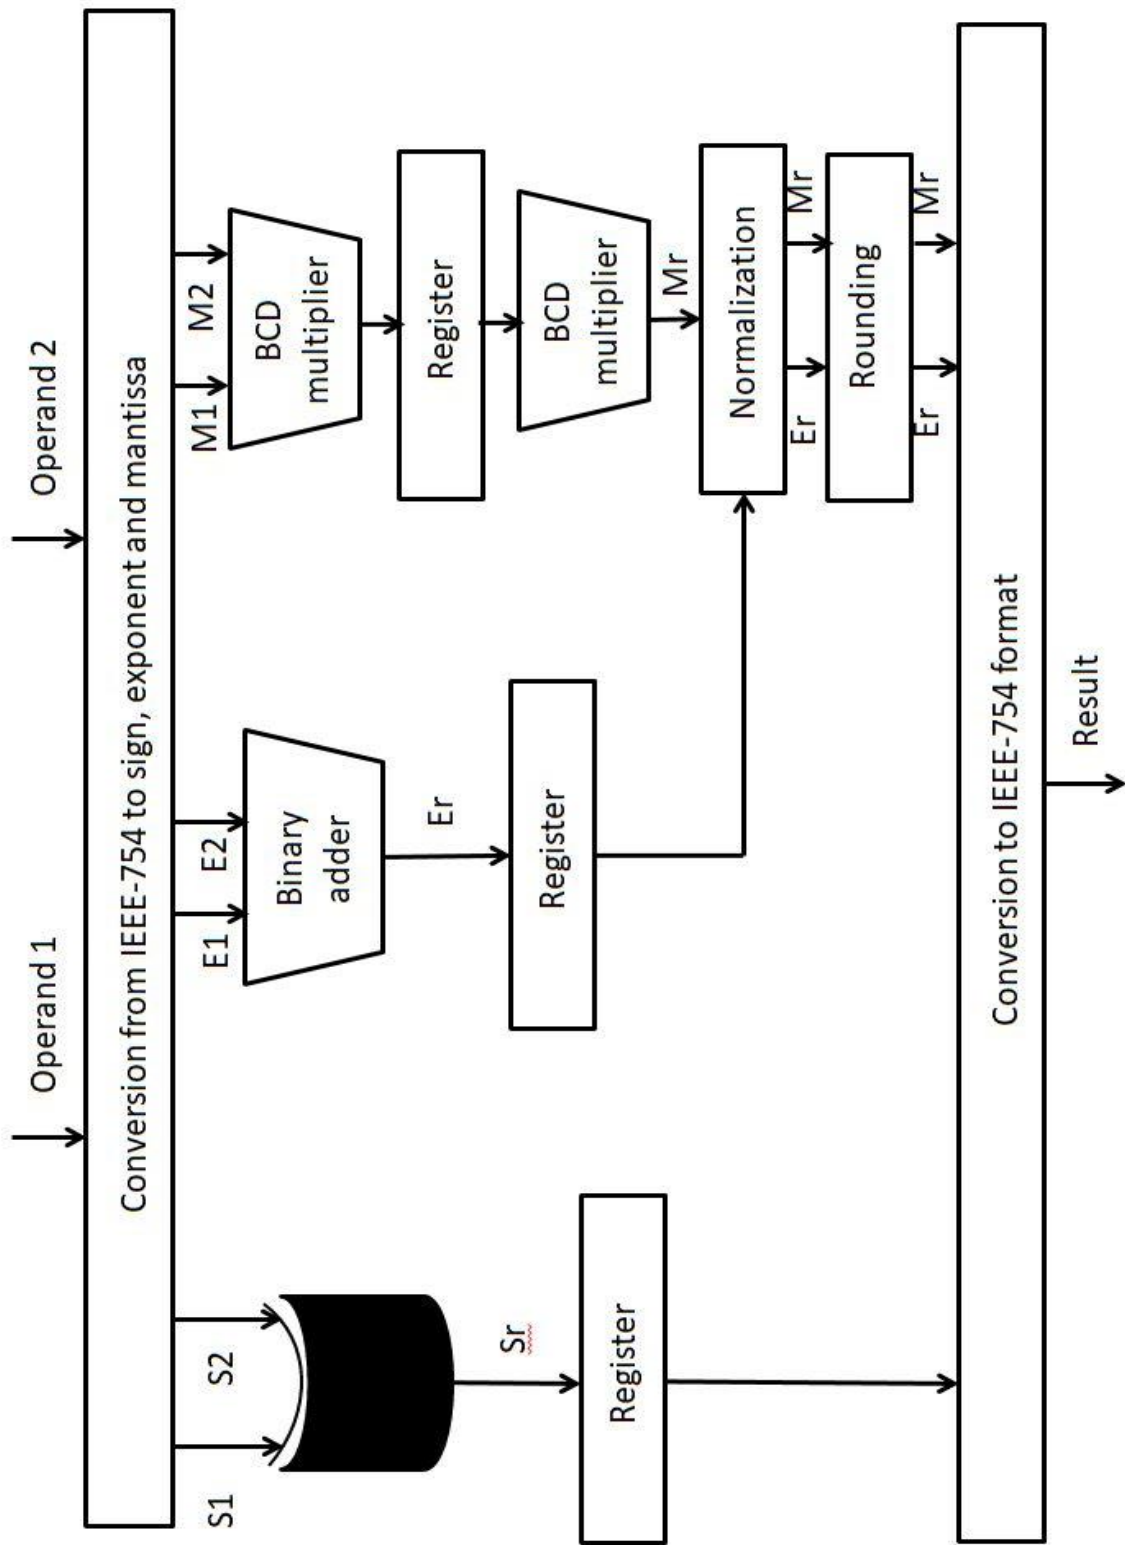 Operand 1
Operand 2
Conversion from IEEE-754 to sign, exponent and mantissa
S1
S2
E1
E2
M1
M2
Binary
adder
BCD
multiplier
Sr
Er
Register
Register
Register
BCD
multiplier
Mr
Normalization
Er
Mr
Rounding
Er
Mr
Conversion to IEEE-754 format
Result